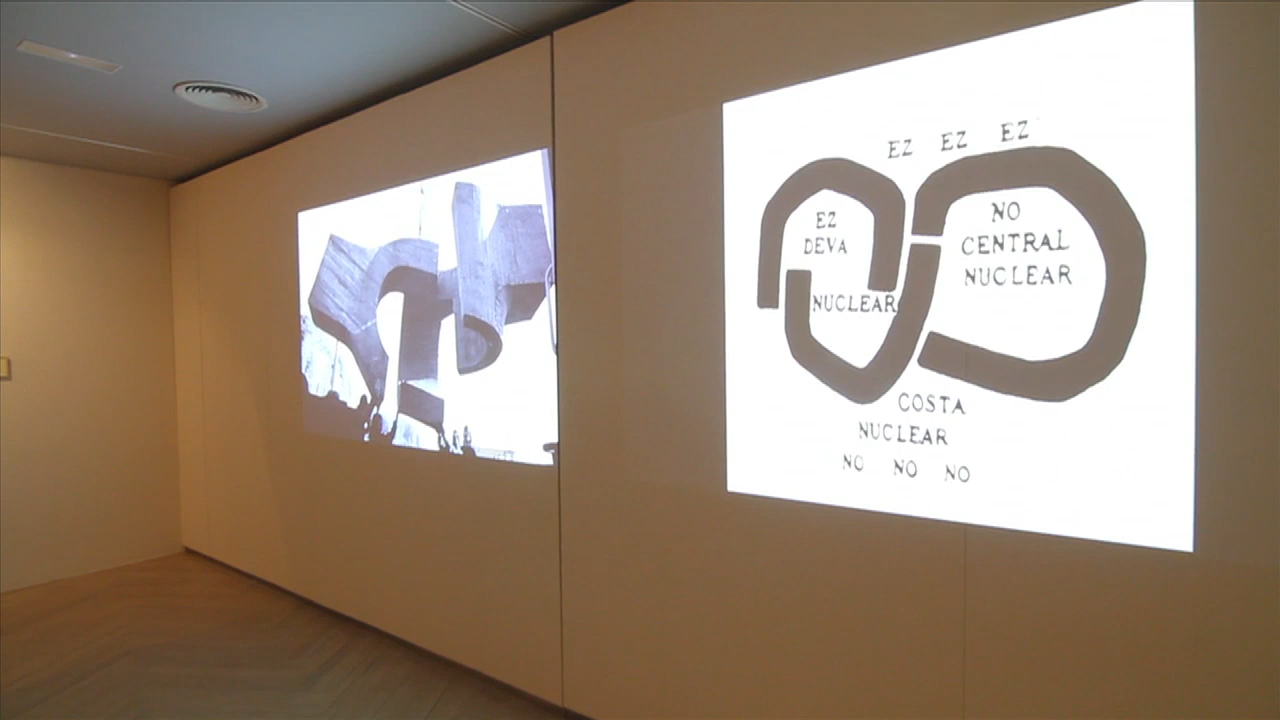 EZ EZ EZ
EZ
DEVA
NUCLEAR
NO
CENTRAL
NUCLEAR
COSTA
NUCLEAR
NO NO NO